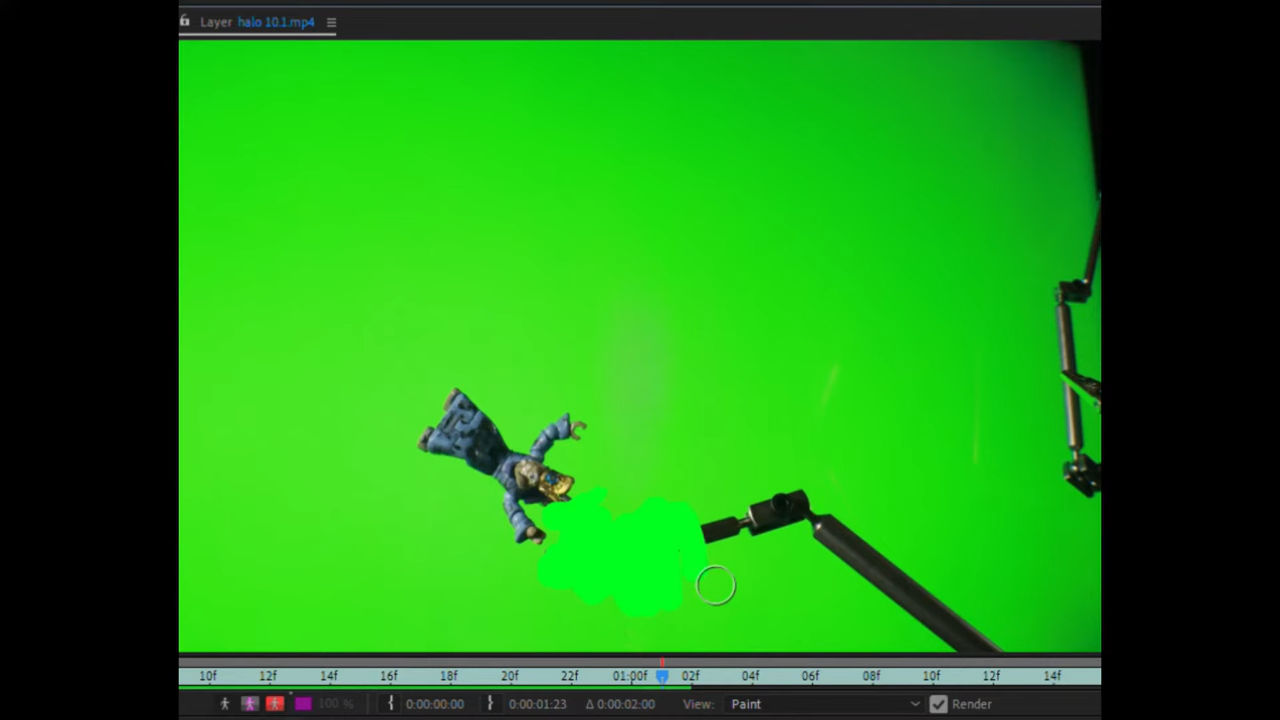 Layer halo 10.1.mp4
10f 12f 14f 16f 18f 20f 22f 01:00f 02f 04f 06f 08f 10f 12f 14f
100 % 0:00:00:00 0:00:01:23 Δ 0:00:02:00 View: Paint Render